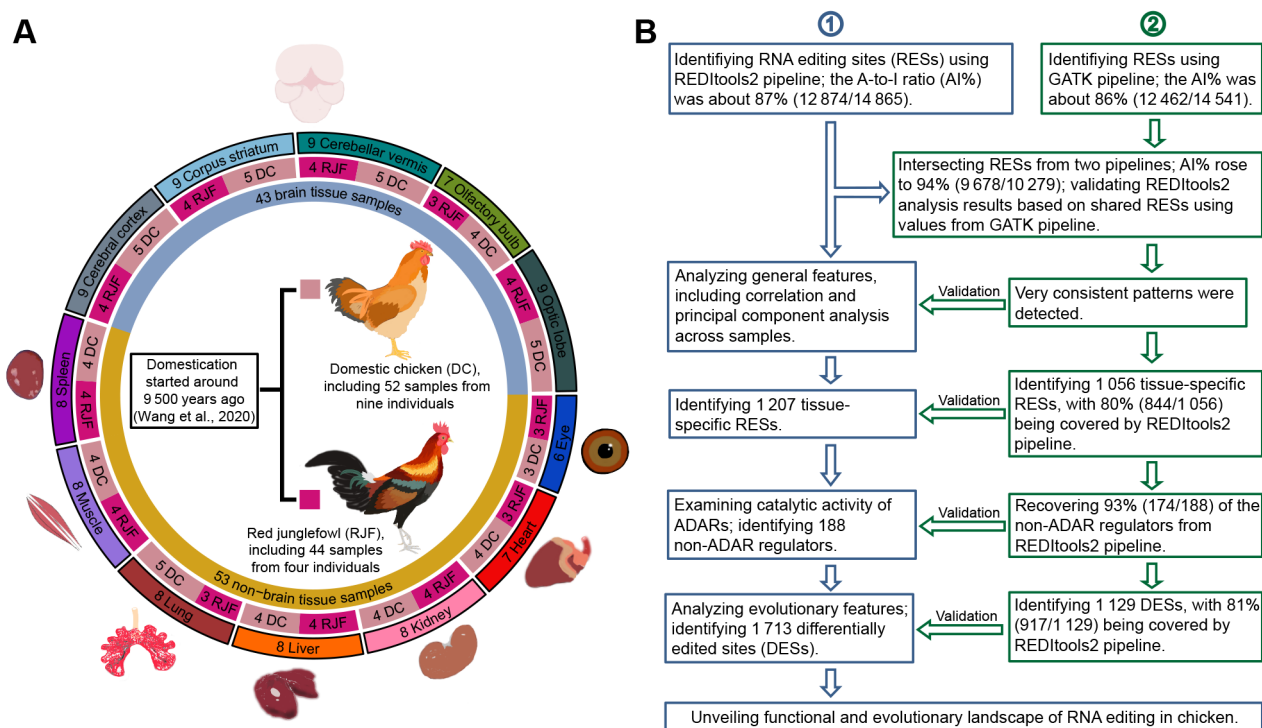 A
9 Corpus striatum
9 Cerebellar vermis
7 Olfactory bulb
9 Optic lobe
6 Eye
7 Heart
8 Kidney
8 Liver
8 Lung
8 Muscle
8 Spleen
9 Cerebral cortex
4 RJF
5 DC
4 RJF
5 DC
3 RJF
4 DC
4 RJF
5 DC
3 RJF
3 DC
3 RJF
4 DC
4 RJF
4 DC
4 RJF
4 DC
3 RJF
5 DC
4 RJF
4 DC
4 RJF
4 DC
4 RJF
5 DC
43 brain tissue samples
53 non-brain tissue samples
Domestication
started around
9 500 years ago
(Wang et al., 2020)
Domestic chicken (DC),
including 52 samples from
nine individuals
Red junglefowl (RJF),
including 44 samples
from four individuals
B
①
②
Identifiying RNA editing sites (RESs) using
REDItools2 pipeline; the A-to-I ratio (AI%)
was about 87% (12 874/14 865).
Identifiying RESs using
GATK pipeline; the AI% was
about 86% (12 462/14 541).
Intersecting RESs from two pipelines; AI% rose
to 94% (9 678/10 279); validating REDItools2
analysis results based on shared RESs using
values from GATK pipeline.
Analyzing general features,
including correlation and
principal component analysis
across samples.
Validation
Very consistent patterns were
detected.
Identifying 1 207 tissue-
specific RESs.
Validation
Identifying 1 056 tissue-specific
RESs, with 80% (844/1 056)
being covered by REDItools2
pipeline.
Examining catalytic activity of
ADARs; identifying 188
non-ADAR regulators.
Validation
Recovering 93% (174/188) of the
non-ADAR regulators from
REDItools2 pipeline.
Analyzing evolutionary features;
identifying 1 713 differentially
edited sites (DESs).
Validation
Identifying 1 129 DESs, with 81%
(917/1 129) being covered by
REDItools2 pipeline.
Unveiling functional and evolutionary landscape of RNA editing in chicken.